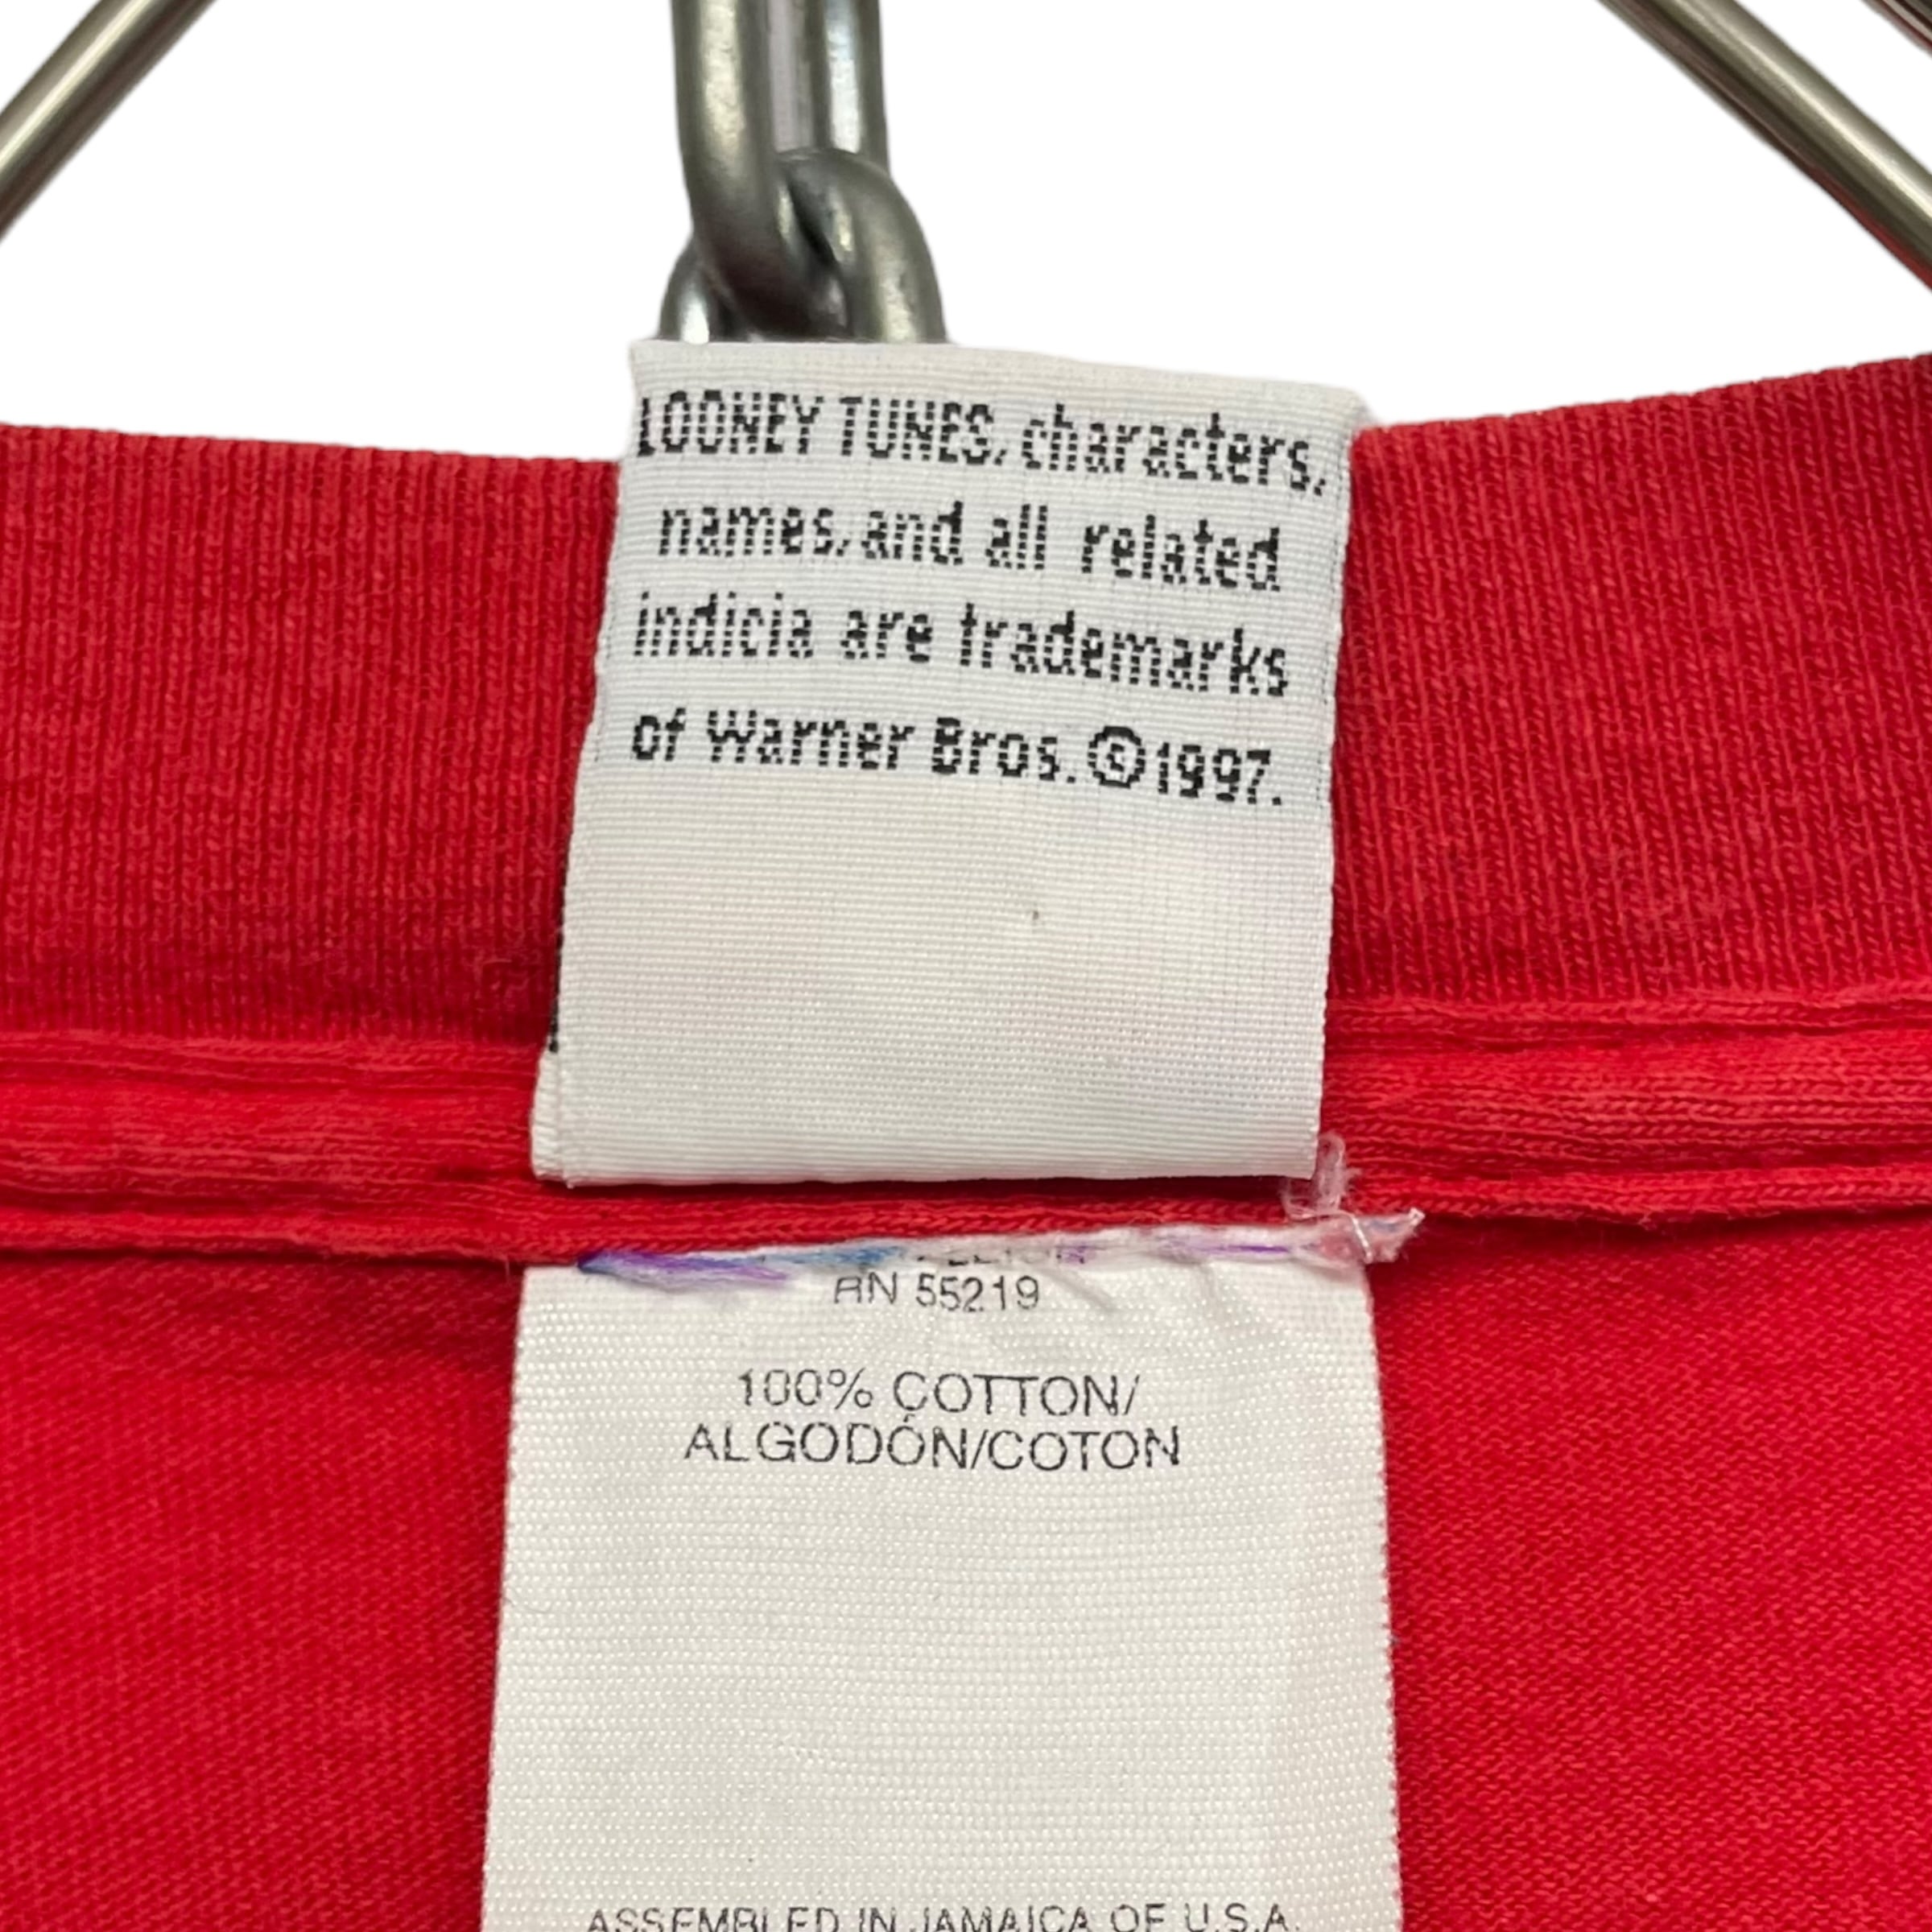 LOONEY TUNES, characters,
names, and all related
indicia are trademarks
of Warner Bros. ©1997.
RN 55219
100% COTTON/
ALGODÓN/COTON
ASSEMBLED IN JAMAICA OF U.S.A.